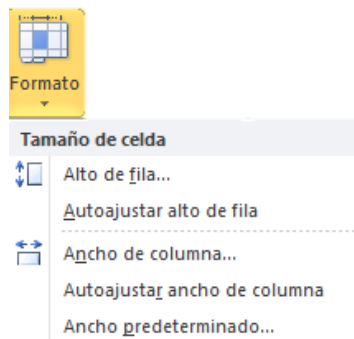 Formato
Tamaño de celda
Alto de fila...
Autoajustar alto de fila
Ancho de columna...
Autoajustar ancho de columna
Ancho predeterminado...